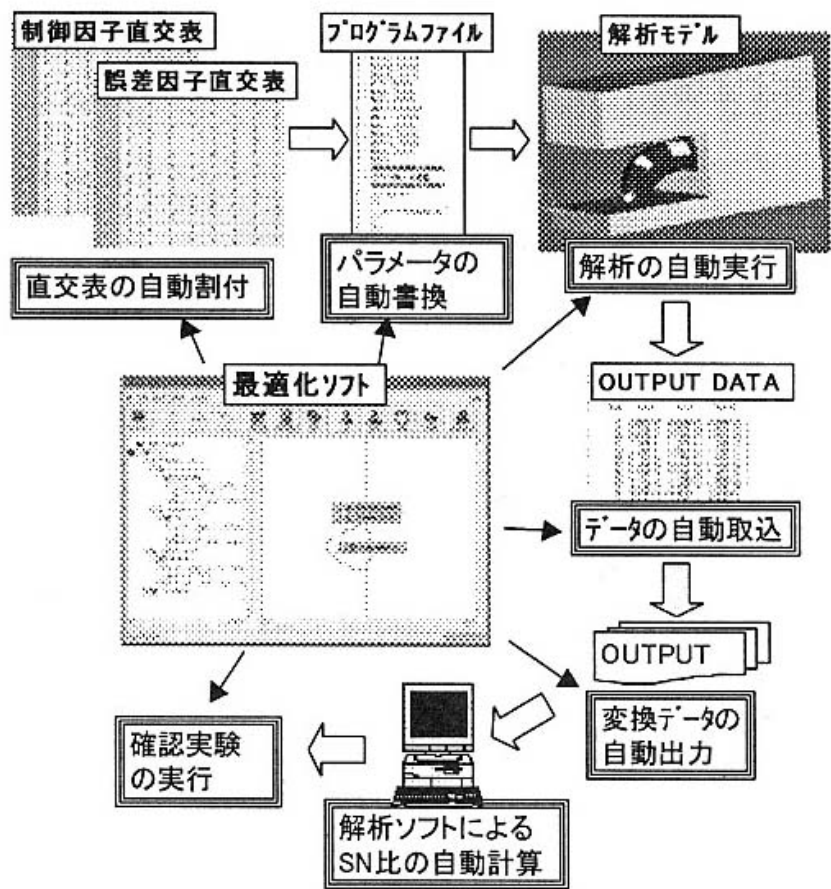 制御因子直交表
誤差因子直交表
直交表の自動割付
ﾌﾟﾛｸﾞﾗﾑファイル
パラメータの
自動書換
解析ﾓﾃﾞﾙ
解析の自動実行
最適化ｿﾌﾄ
OUTPUT DATA
ﾃﾞｰﾀの自動取込
OUTPUT
変換ﾃﾞｰﾀの
自動出力
解析ソフトによる
SN比の自動計算
確認実験
の実行